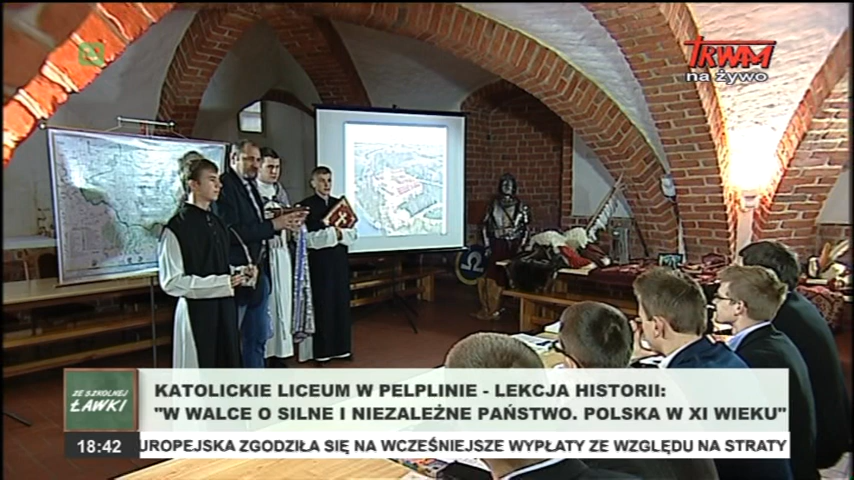 TRWAM
na żywo
ZE SZKOLNEJ
ŁAWKI
KATOLICKIE LICEUM W PELPLINIE - LEKCJA HISTORII:
"W WALCE O SILNE I NIEZALEŻNE PAŃSTWO. POLSKA W XI WIEKU"
18:42
UROPEJSKA ZGODZIŁA SIĘ NA WCZEŚNIEJSZE WYPŁATY ZE WZGLĘDU NA STRATY